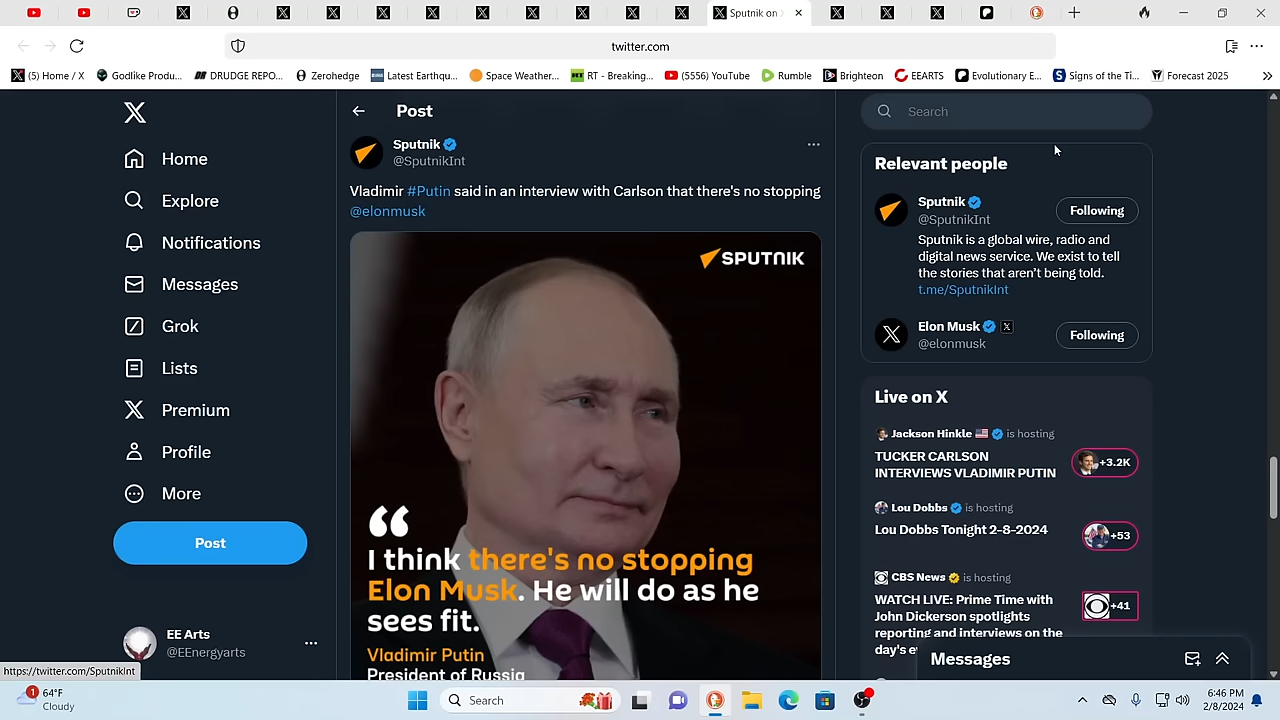 Sputnik on
twitter.com
(5) Home / X
Godlike Produ...
DRUDGE REPO...
Zerohedge
Latest Earthqu...
Space Weather...
RT - Breaking...
(5556) YouTube
Rumble
Brighteon
EEARTS
Evolutionary E...
Signs of the Ti...
Forecast 2025
Home
Explore
Notifications
Messages
Grok
Lists
Premium
Profile
More
Post
EE Arts
@EEnergyarts
https://twitter.com/SputnikInt
Post
Sputnik
@SputnikInt
Vladimir #Putin said in an interview with Carlson that there's no stopping
@elonmusk
SPUTNIK
“
I think there's no stopping
Elon Musk. He will do as he
sees fit.
Vladimir Putin
President of Russia
Search
Relevant people
Sputnik
@SputnikInt
Following
Sputnik is a global wire, radio and
digital news service. We exist to tell
the stories that aren't being told.
t.me/SputnikInt
Elon Musk
@elonmusk
Following
Live on X
Jackson Hinkle is hosting
TUCKER CARLSON
INTERVIEWS VLADIMIR PUTIN
+3.2K
Lou Dobbs is hosting
Lou Dobbs Tonight 2-8-2024
+53
CBS News is hosting
WATCH LIVE: Prime Time with
John Dickerson spotlights
reporting and interviews on the
day's
+41
Messages
1
64°F
Cloudy
Search
6:46 PM
2/8/2024